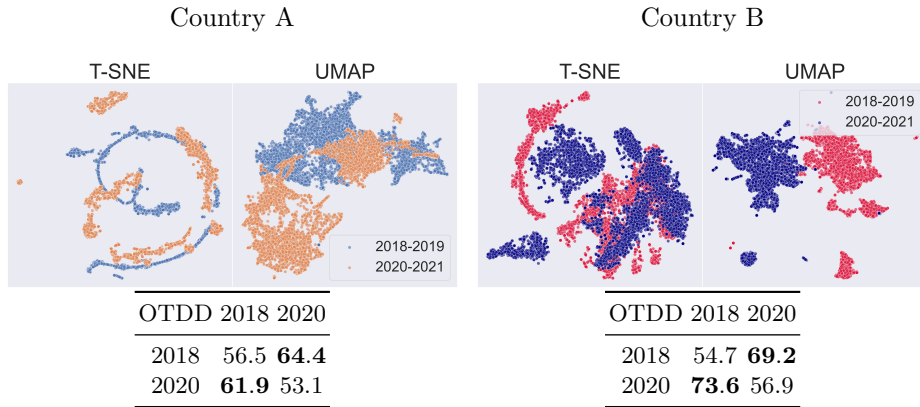 Country A
Country B
T-SNE
UMAP
T-SNE
UMAP
2018-2019
2020-2021
2018-2019
2020-2021
OTDD 2018 2020
2018 56.5 64.4
2020 61.9 53.1
OTDD 2018 2020
2018 54.7 69.2
2020 73.6 56.9